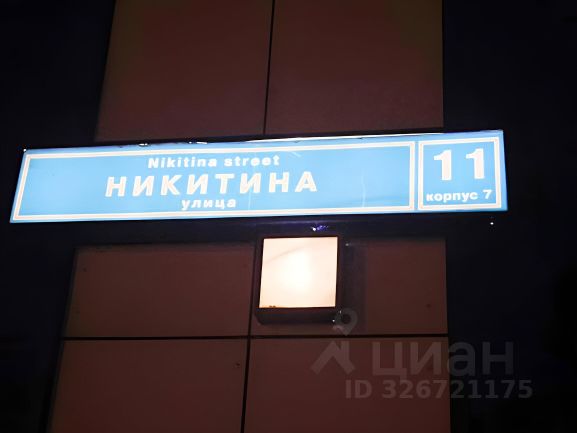 Nikitina street
НИКИТИНА
улица
11
корпус 7
циан
ID 326721175